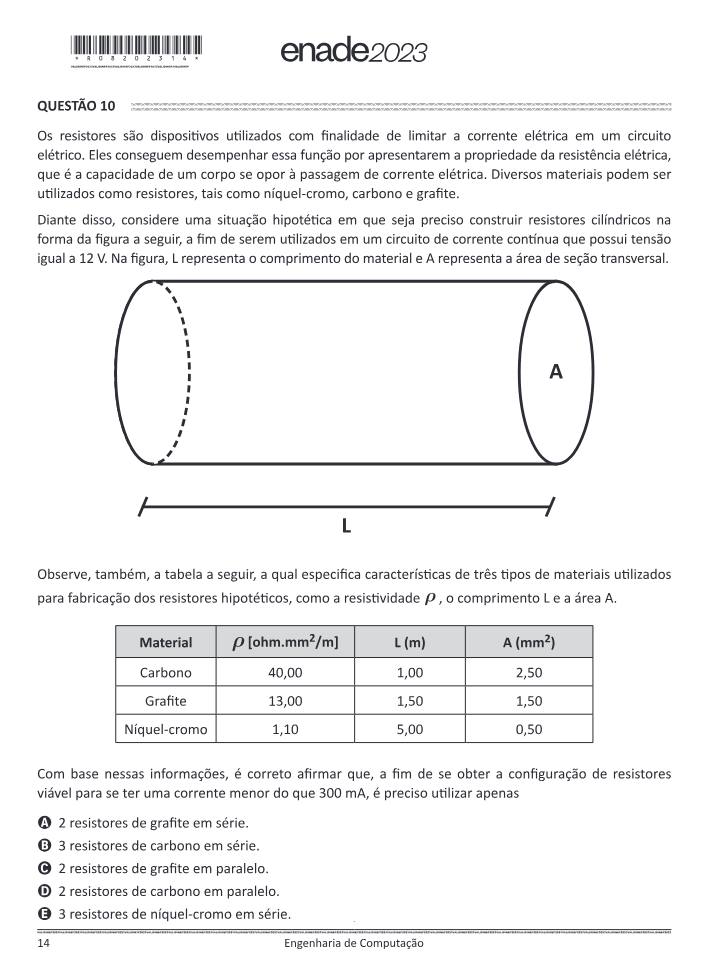 * R 0 8 2 0 2 3 1 4 *
enade2023
QUESTÃO 10
Os resistores são dispositivos utilizados com finalidade de limitar a corrente elétrica em um circuito
elétrico. Eles conseguem desempenhar essa função por apresentarem a propriedade da resistência elétrica,
que é a capacidade de um corpo se opor à passagem de corrente elétrica. Diversos materiais podem ser
utilizados como resistores, tais como níquel-cromo, carbono e grafite.
Diante disso, considere uma situação hipotética em que seja preciso construir resistores cilíndricos na
forma da figura a seguir, a fim de serem utilizados em um circuito de corrente contínua que possui tensão
igual a 12 V. Na figura, L representa o comprimento do material e A representa a área de seção transversal.
A
L
Observe, também, a tabela a seguir, a qual especifica características de três tipos de materiais utilizados
para fabricação dos resistores hipotéticos, como a resistividade ρ , o comprimento L e a área A.
Material ρ [ohm.mm²/m] L (m) A (mm²)
Carbono 40,00 1,00 2,50
Grafite 13,00 1,50 1,50
Níquel-cromo 1,10 5,00 0,50
Com base nessas informações, é correto afirmar que, a fim de se obter a configuração de resistores
viável para se ter uma corrente menor do que 300 mA, é preciso utilizar apenas
A 2 resistores de grafite em série.
B 3 resistores de carbono em série.
C 2 resistores de grafite em paralelo.
D 2 resistores de carbono em paralelo.
E 3 resistores de níquel-cromo em série.
14 Engenharia de Computação